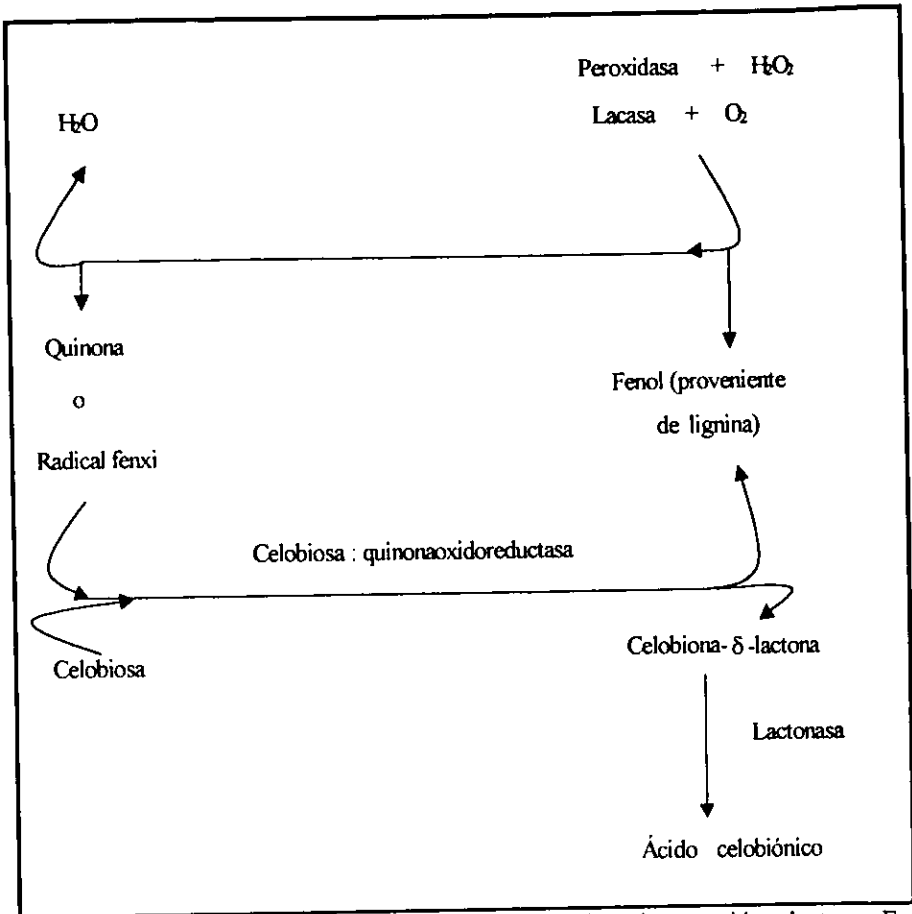 Peroxidasa + H₂O₂
H₂O
Lacasa + O₂
Quinona
o
Radical fenxi
Fenol (proveniente
de lignina)
Celobiosa : quinonaoxidoreductasa
Celobiosa
Celobiona-δ-lactona
Lactonasa
Ácido celobiónico